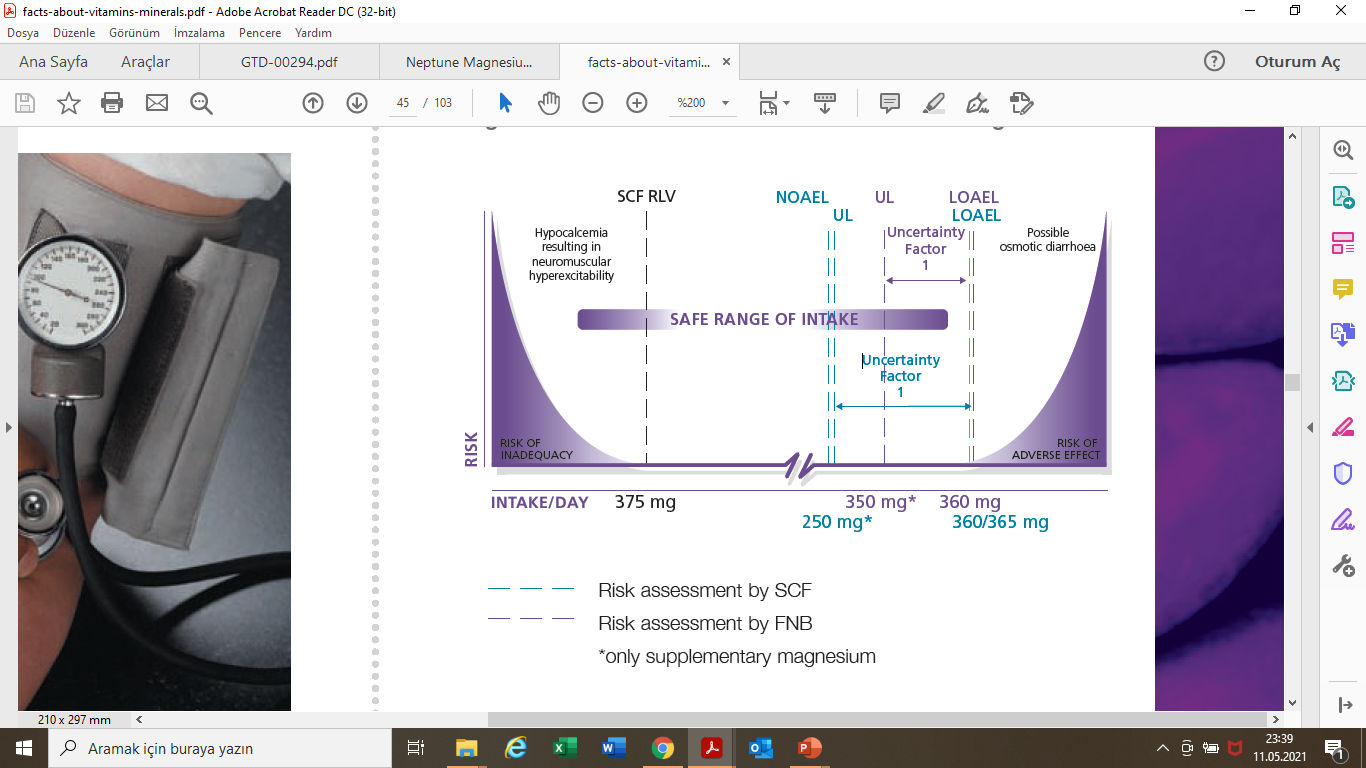 facts-about-vitamins-minerals.pdf - Adobe Acrobat Reader DC (32-bit)
Dosya Düzenle Görünüm İmzalama Pencere Yardım
Ana Sayfa Araçlar GTD-00294.pdf Neptune Magnesiu... facts-about-vitami... Oturum Aç
45 / 103 %200
SCF RLV NOAEL UL LOAEL
UL LOAEL
Hypocalcemia
resulting in
neuromuscular
hyperexcitability
Uncertainty
Factor
1
Possible
osmotic diarrhoea
SAFE RANGE OF INTAKE
Uncertainty
Factor
1
RISK
RISK OF
INADEQUACY
RISK OF
ADVERSE EFFECT
INTAKE/DAY 375 mg 350 mg* 360 mg
250 mg* 360/365 mg
Risk assessment by SCF
Risk assessment by FNB
*only supplementary magnesium
210 x 297 mm
Aramak için buraya yazın
23:39
11.05.2021
1